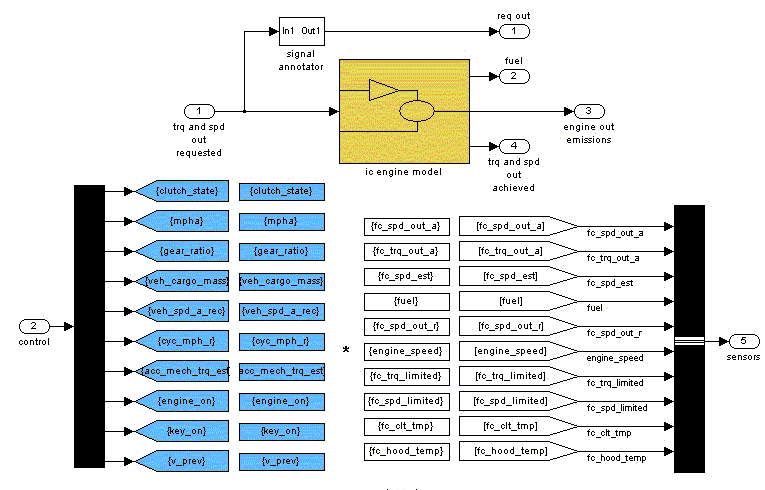 req out
1
In1 Out1
signal
annotator
fuel
2
1
trq and spd
out
requested
3
engine out
emissions
4
trq and spd
out
achieved
ic engine model
{clutch_state} {clutch_state}
{mpha} {mpha}
{gear_ratio} {gear_ratio}
{veh_cargo_mass} {veh_cargo_mass}
{veh_spd_a_rec} {veh_spd_a_rec}
{cyc_mph_r} {cyc_mph_r}
{acc_mech_trq_est acc_mech_trq_est
{engine_on} {engine_on}
{key_on} {key_on}
{v_prev} {v_prev}
2
control
*
{fc_spd_out_a} [fc_spd_out_a] fc_spd_out_a
{fc_trq_out_a} [fc_trq_out_a] fc_trq_out_a
{fc_spd_est} [fc_spd_est] fc_spd_est
{fuel} [fuel] fuel
{fc_spd_out_r} [fc_spd_out_r] fc_spd_out_r
{engine_speed} [engine_speed] engine_speed
{fc_trq_limited} [fc_trq_limited] fc_trq_limited
{fc_spd_limited} [fc_spd_limited] fc_spd_limited
{fc_clt_tmp} [fc_clt_tmp] fc_clt_tmp
{fc_hood_temp} [fc_hood_temp] fc_hood_temp
5
sensors